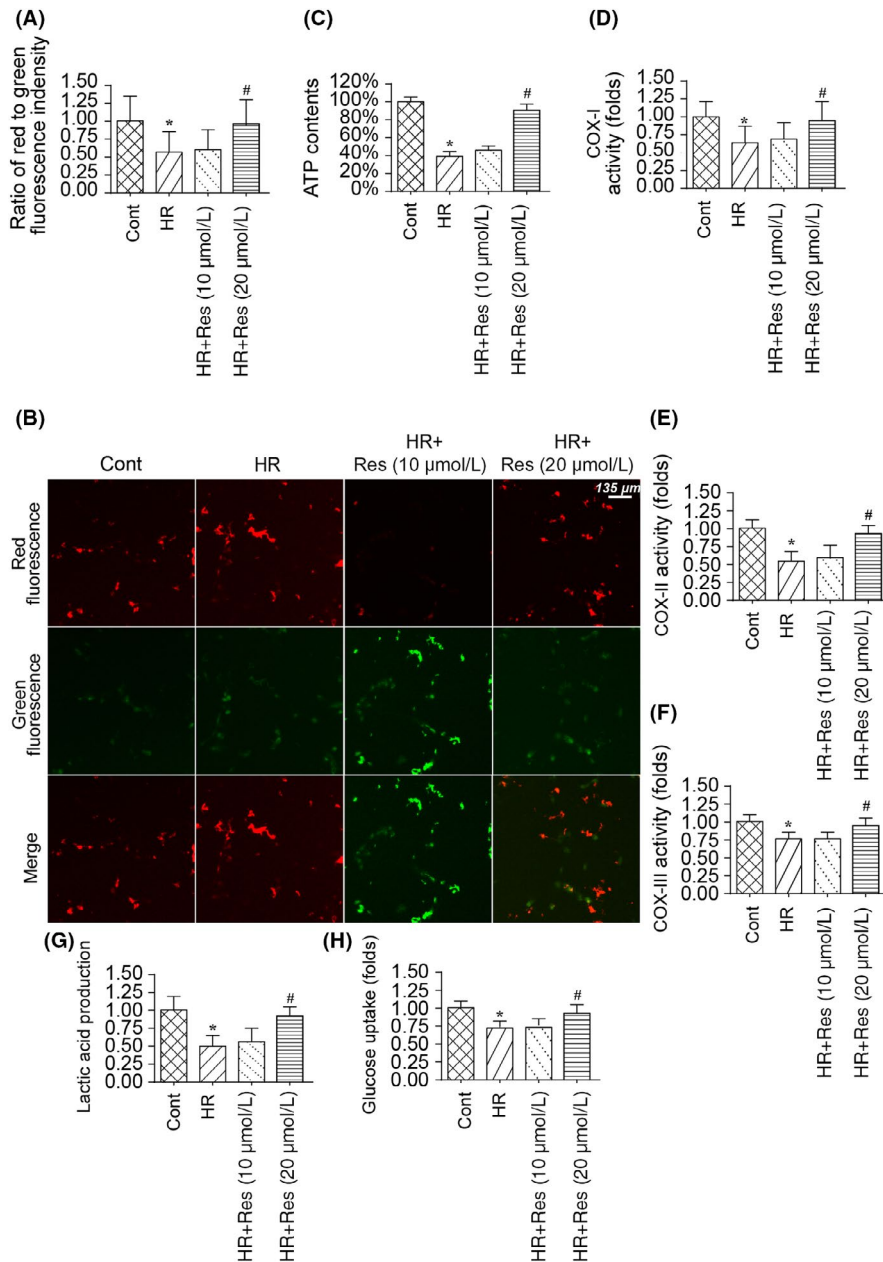 (A)
Ratio of red to green
fluorescence indensity
1.50
1.25
1.00
0.75
0.50
0.25
0.00
*
#
Cont
HR
HR+Res (10 µmol/L)
HR+Res (20 µmol/L)
(C)
ATP contents
120%
100%
80%
60%
40%
20%
0%
*
#
Cont
HR
HR+Res (10 µmol/L)
HR+Res (20 µmol/L)
(D)
COX-I
activity (folds)
1.50
1.25
1.00
0.75
0.50
0.25
0.00
*
#
Cont
HR
HR+Res (10 µmol/L)
HR+Res (20 µmol/L)
(B)
Cont
HR
HR+
Res (10 µmol/L)
HR+
Res (20 µmol/L)
135 µm
Red
fluorescence
Green
fluorescence
Merge
(E)
COX-II activity (folds)
1.50
1.25
1.00
0.75
0.50
0.25
0.00
*
#
Cont
HR
HR+Res (10 µmol/L)
HR+Res (20 µmol/L)
(F)
COX-III activity (folds)
1.50
1.25
1.00
0.75
0.50
0.25
0.00
*
#
Cont
HR
HR+Res (10 µmol/L)
HR+Res (20 µmol/L)
(G)
Lactic acid production
1.50
1.25
1.00
0.75
0.50
0.25
0.00
*
#
Cont
HR
HR+Res (10 µmol/L)
HR+Res (20 µmol/L)
(H)
Glucose uptake (folds)
1.50
1.25
1.00
0.75
0.50
0.25
0.00
*
#
Cont
HR
HR+Res (10 µmol/L)
HR+Res (20 µmol/L)